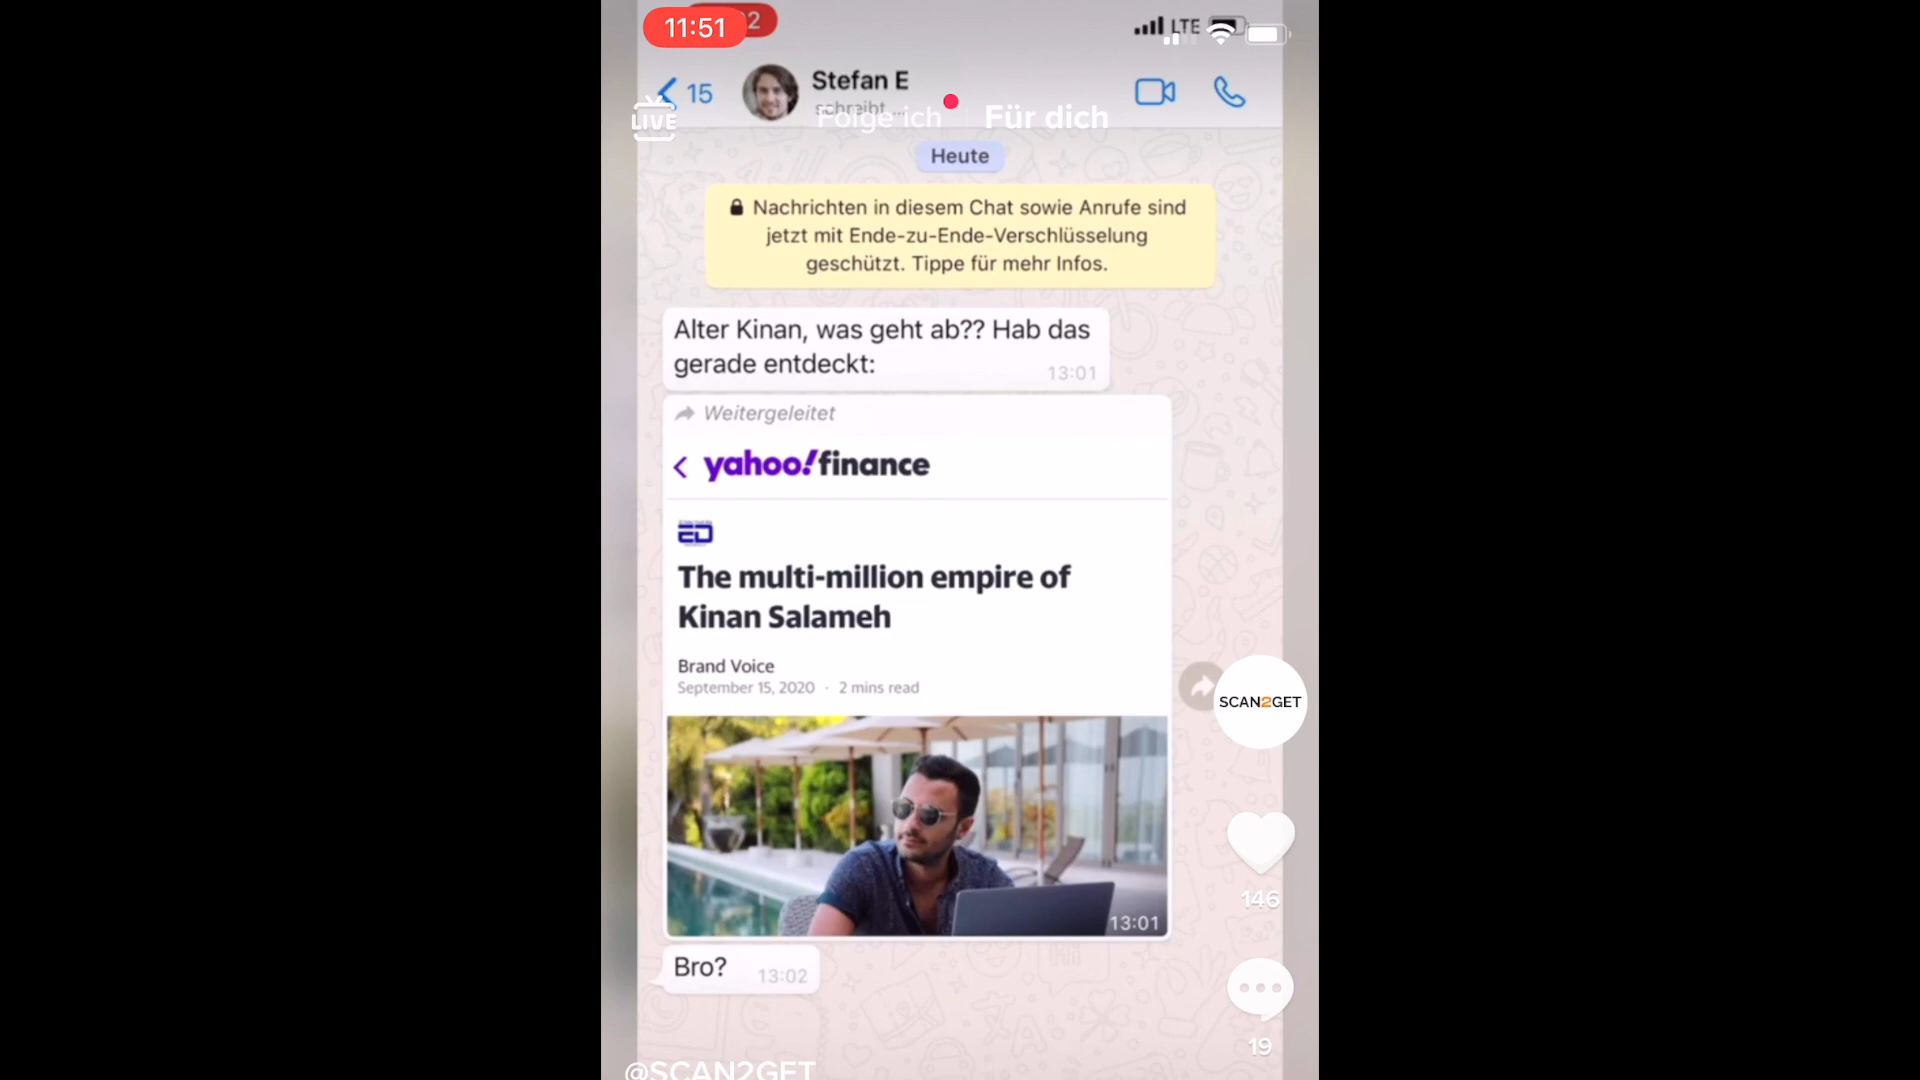 11:51
2
LTE
15
Stefan E
schreibt ...
LIVE
Folge ich
Für dich
Heute
Nachrichten in diesem Chat sowie Anrufe sind
jetzt mit Ende-zu-Ende-Verschlüsselung
geschützt. Tippe für mehr Infos.
Alter Kinan, was geht ab?? Hab das
gerade entdeckt:
13:01
Weitergeleitet
yahoo!finance
ED
The multi-million empire of
Kinan Salameh
Brand Voice
September 15, 2020 · 2 mins read
SCAN2GET
13:01
146
Bro?
13:02
19
@SCAN2GET